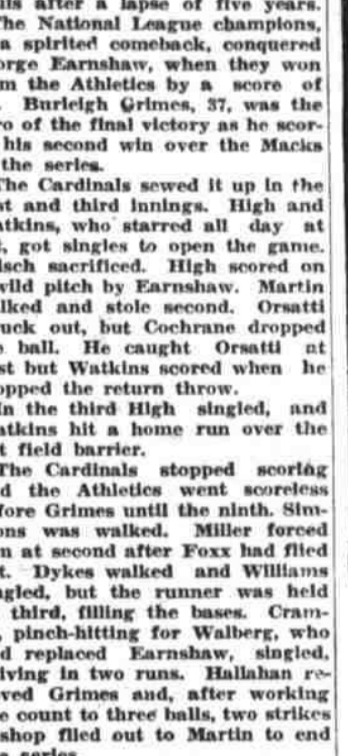 ils after a lapse of five years.
The National League champions,
a spirited comeback, conquered
orge Earnshaw, when they won
m the Athletics by a score of
. Burleigh Grimes, 37, was the
ro of the final victory as he scor-
his second win over the Macks
the series.
The Cardinals sewed it up in the
st and third innings. High and
atkins, who starred all day at
, got singles to open the game.
isch sacrificed. High scored on
wild pitch by Earnshaw. Martin
lked and stole second. Orsatti
uck out, but Cochrane dropped
e ball. He caught Orsatti at
st but Watkins scored when he
opped the return throw.
In the third High singled, and
atkins hit a home run over the
t field barrier.
The Cardinals stopped scoring
d the Athletics went scoreless
fore Grimes until the ninth. Sim-
ons was walked. Miller forced
m at second after Foxx had flied
t. Dykes walked and Williams
ngled, but the runner was held
third, filling the bases. Cram-
, pinch-hitting for Walberg, who
d replaced Earnshaw, singled,
iving in two runs. Hallahan re-
ved Grimes and, after working
e count to three balls, two strikes
shop flied out to Martin to end
e series.